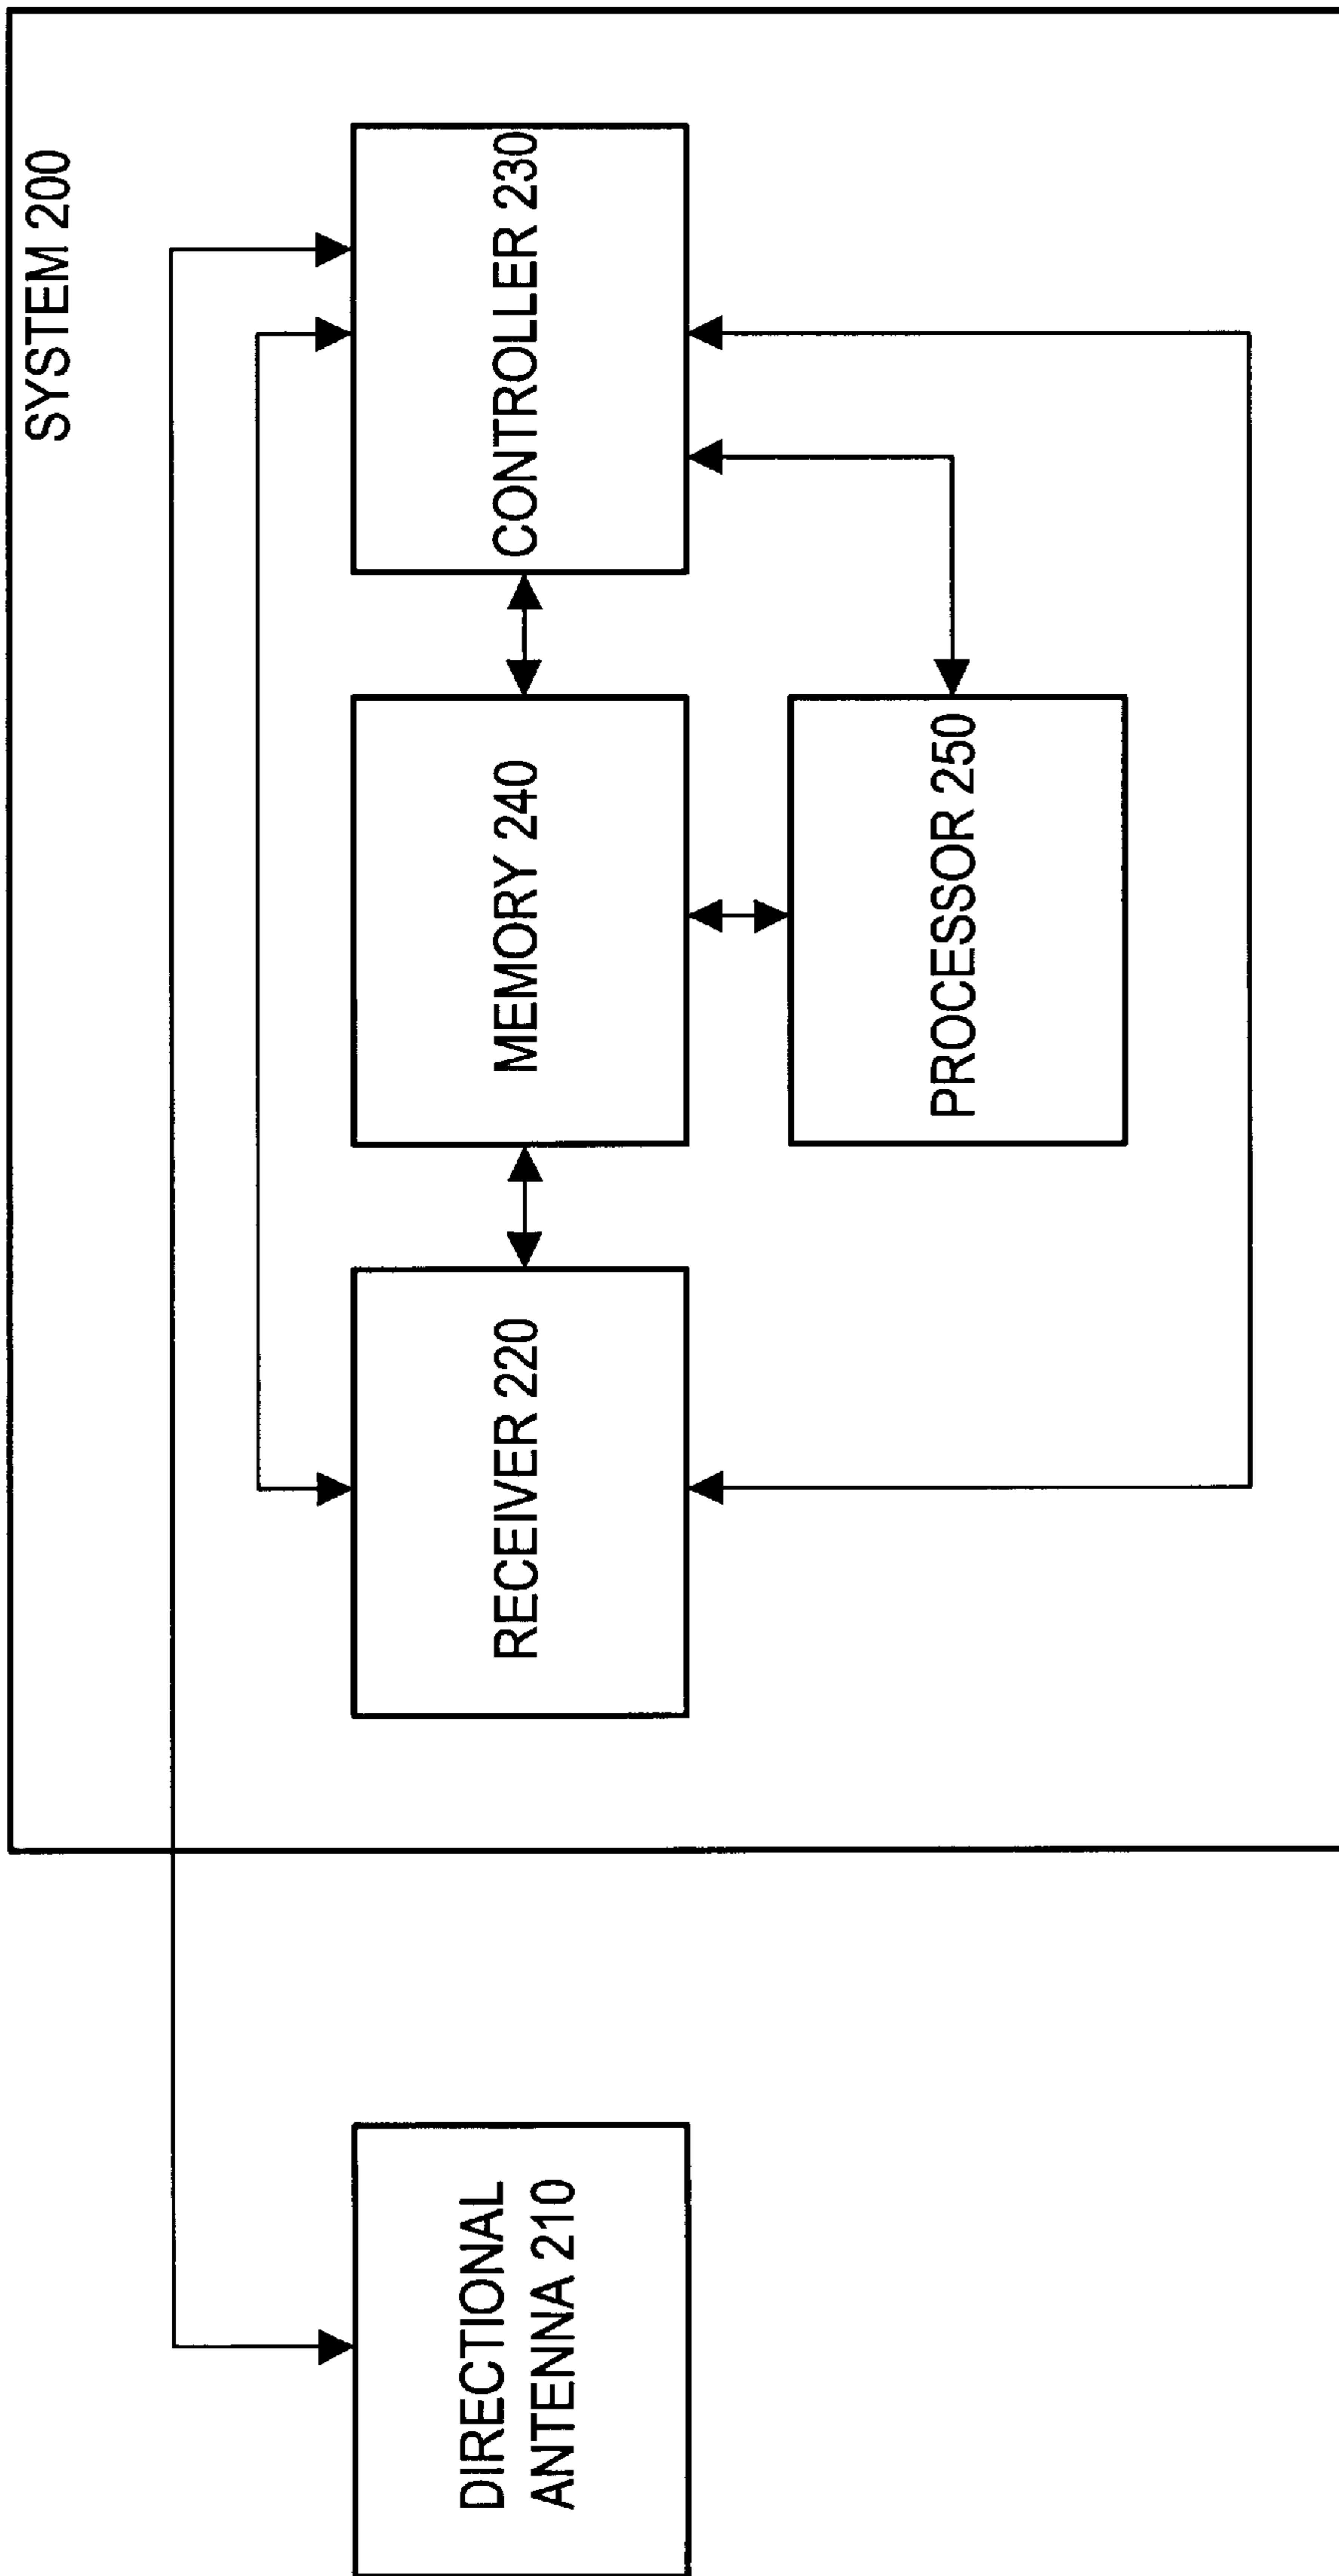 SYSTEM 200
DIRECTIONAL
ANTENNA 210
RECEIVER 220
MEMORY 240
CONTROLLER 230
PROCESSOR 250